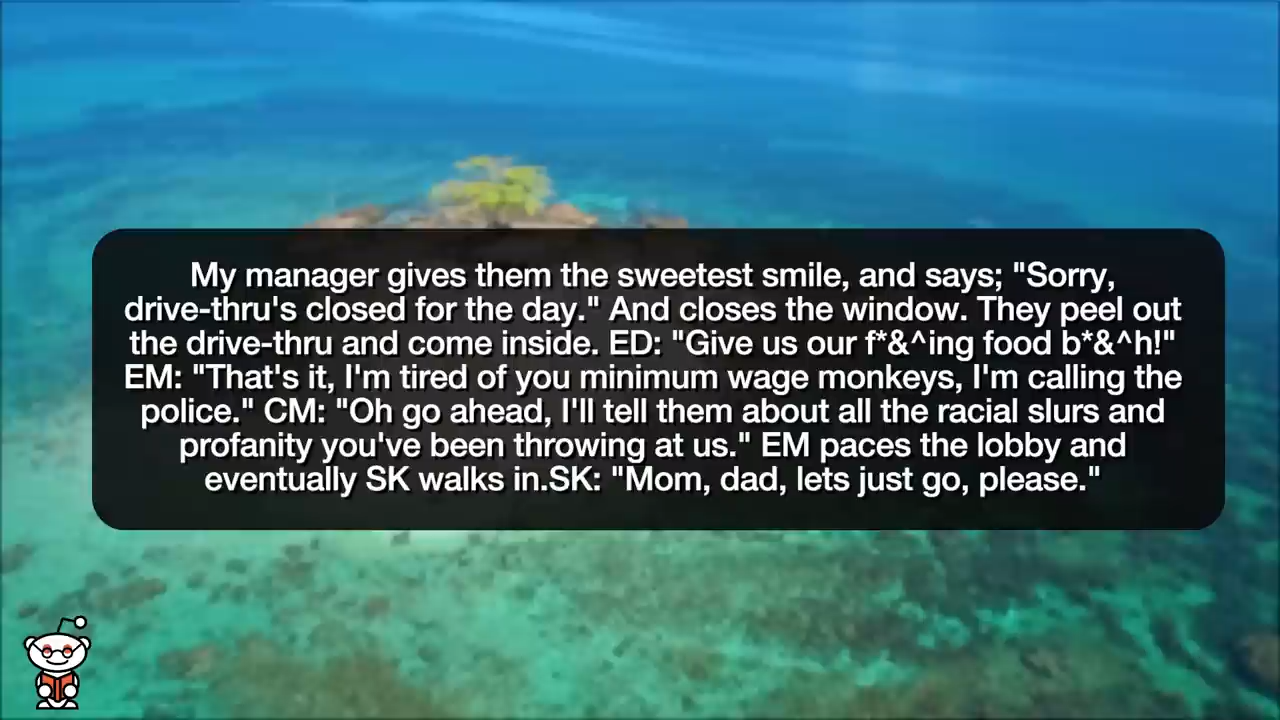 My manager gives them the sweetest smile, and says; "Sorry,
drive-thru's closed for the day." And closes the window. They peel out
the drive-thru and come inside. ED: "Give us our f*&^ing food b*&^h!"
EM: "That's it, I'm tired of you minimum wage monkeys, I'm calling the
police." CM: "Oh go ahead, I'll tell them about all the racial slurs and
profanity you've been throwing at us." EM paces the lobby and
eventually SK walks in.SK: "Mom, dad, lets just go, please."